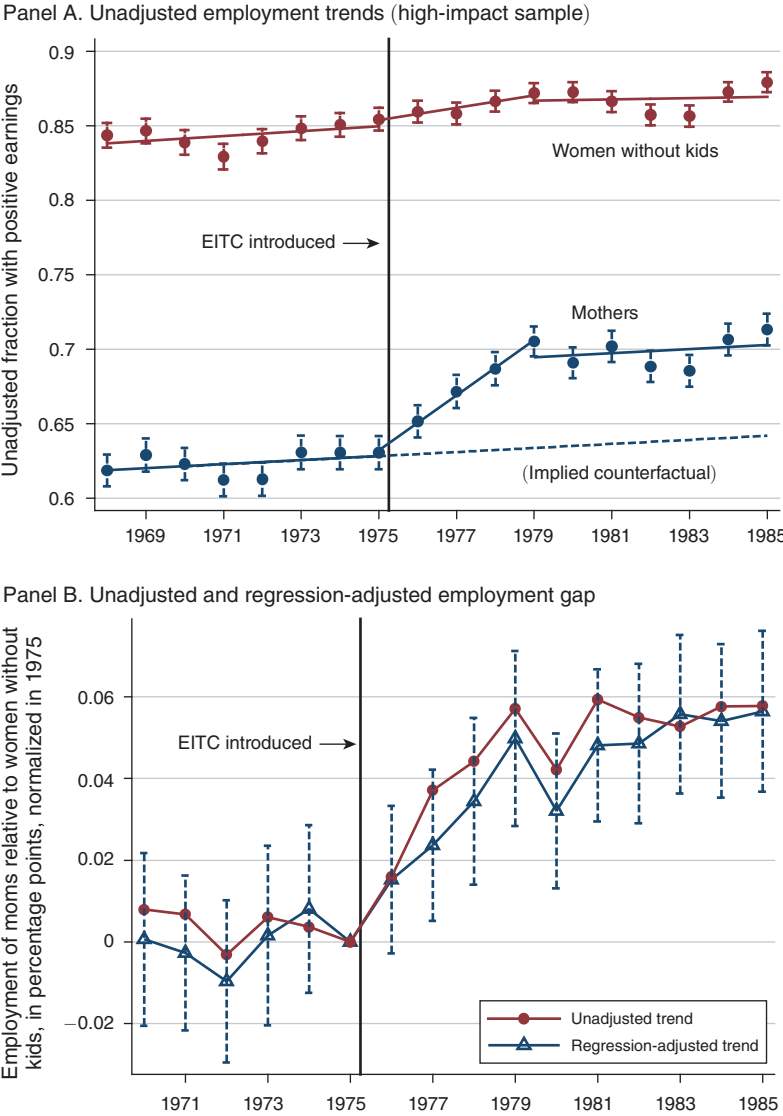 Panel A. Unadjusted employment trends (high-impact sample)
Unadjusted fraction with positive earnings
0.9
0.85
0.8
0.75
0.7
0.65
0.6
Women without kids
EITC introduced
Mothers
(Implied counterfactual)
1969 1971 1973 1975 1977 1979 1981 1983 1985
Panel B. Unadjusted and regression-adjusted employment gap
Employment of moms relative to women without
kids, in percentage points, normalized in 1975
0.06
0.04
0.02
0
−0.02
EITC introduced
Unadjusted trend
Regression-adjusted trend
1971 1973 1975 1977 1979 1981 1983 1985